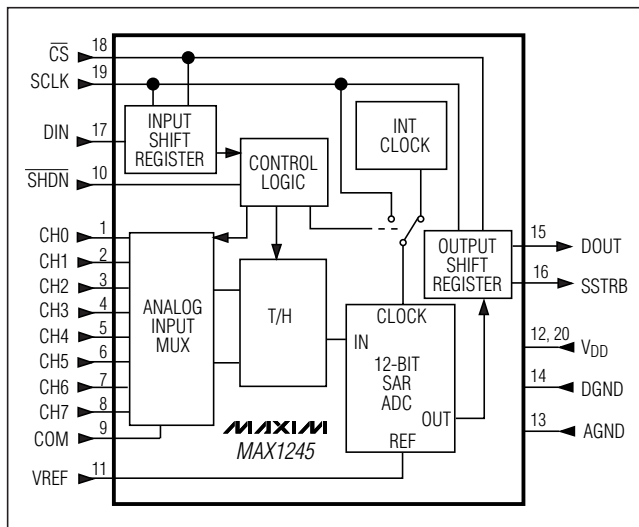 CS 18
SCLK 19
DIN 17
SHDN 10
CH0 1
CH1 2
CH2 3
CH3 4
CH4 5
CH5 6
CH6 7
CH7 8
COM 9
VREF 11
INPUT
SHIFT
REGISTER
CONTROL
LOGIC
INT
CLOCK
ANALOG
INPUT
MUX
T/H
CLOCK
IN
12-BIT
SAR
ADC
OUT
REF
OUTPUT
SHIFT
REGISTER
MAXIM
MAX1245
15 DOUT
16 SSTRB
12, 20 VDD
14 DGND
13 AGND